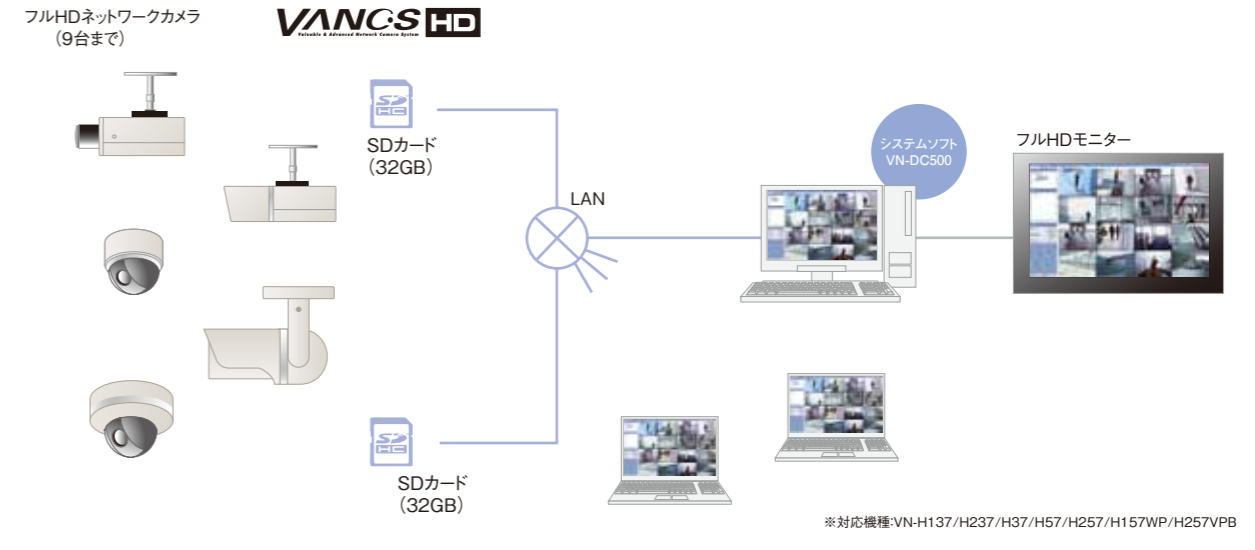 フルHDネットワークカメラ
(9台まで)
VANCS HD
Valuable & Advanced Network Camera System
SDカード
(32GB)
LAN
システムソフト
VN-DC500
フルHDモニター
SDカード
(32GB)
※対応機種:VN-H137/H237/H37/H57/H257/H157WP/H257VPB